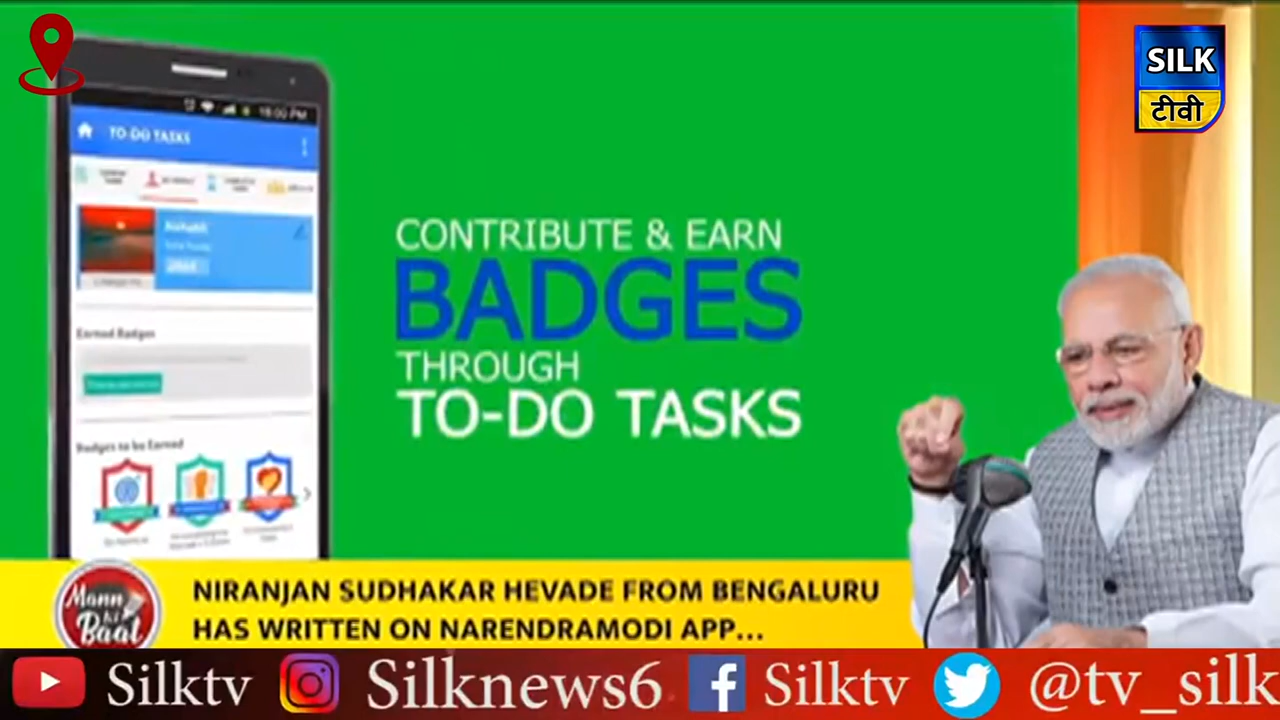 SILK
टीवी
TO-DO TASKS
Earned Badges
Badges to be Earned
CONTRIBUTE & EARN
BADGES
THROUGH
TO-DO TASKS
Mann
Ki
Baat
NIRANJAN SUDHAKAR HEVADE FROM BENGALURU
HAS WRITTEN ON NARENDRAMODI APP...
Silktv
Silknews6
Silktv
@tv_silk